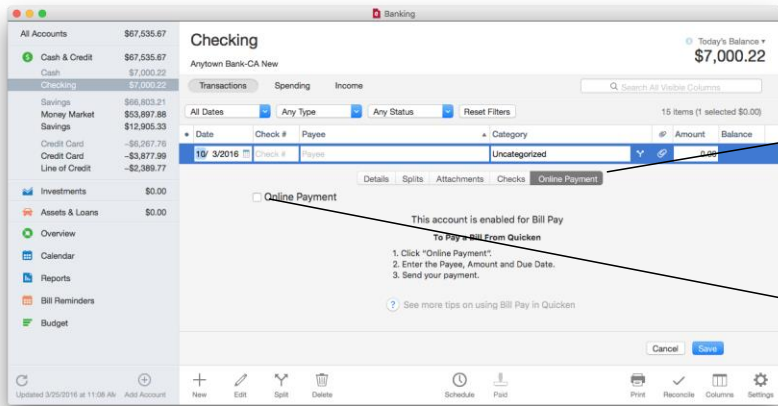 Banking
All Accounts $67,535.67
Cash & Credit $67,535.67
Cash $7,000.22
Checking $7,000.22
Savings $66,803.21
Money Market $53,897.88
Savings $12,905.33
Credit Card -$6,267.76
Credit Card -$3,877.99
Line of Credit -$2,389.77
Investments $0.00
Assets & Loans $0.00
Overview
Calendar
Reports
Bill Reminders
Budget
Updated 3/25/2016 at 11:08 AM Add Account
Checking
Today's Balance
$7,000.22
Anytown Bank-CA New
Transactions Spending Income Search All Visible Columns
All Dates Any Type Any Status Reset Filters 15 items (1 selected $0.00)
Date Check # Payee Category Amount Balance
10/ 3/2016 Check # Payee Uncategorized 0.00
Details Splits Attachments Checks Online Payment
Online Payment
This account is enabled for Bill Pay
To Pay a Bill From Quicken
1. Click "Online Payment".
2. Enter the Payee, Amount and Due Date.
3. Send your payment.
? See more tips on using Bill Pay in Quicken
Cancel Save
New Edit Split Delete Schedule Paid Print Reconcile Columns Settings